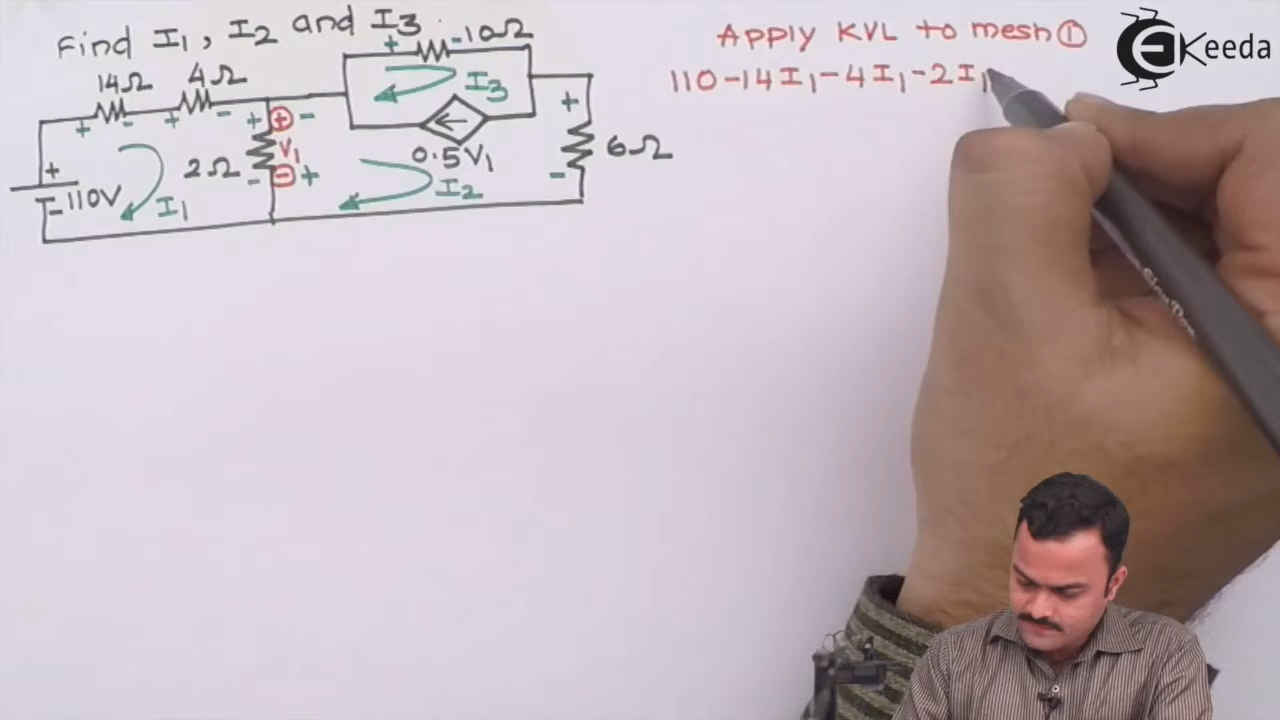 Find I1, I2 and I3
Apply KVL to mesh ①
110-14I1-4I1-2I1
Keeda
14Ω
4Ω
+ - 10Ω
I3
+ - + -
+ + -
V1
2Ω
- - +
0.5V1
+
6Ω
-
+
110V
-
I1
I2